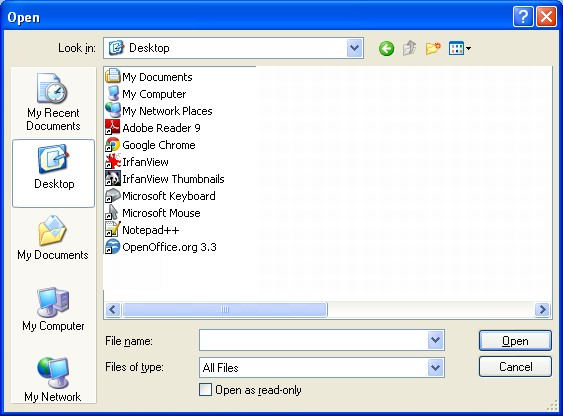 Open
Look in: Desktop
My Recent
Documents
Desktop
My Documents
My Computer
My Network
My Documents
My Computer
My Network Places
Adobe Reader 9
Google Chrome
IrfanView
IrfanView Thumbnails
Microsoft Keyboard
Microsoft Mouse
Notepad++
OpenOffice.org 3.3
File name:
Open
Files of type: All Files
Cancel
Open as read-only